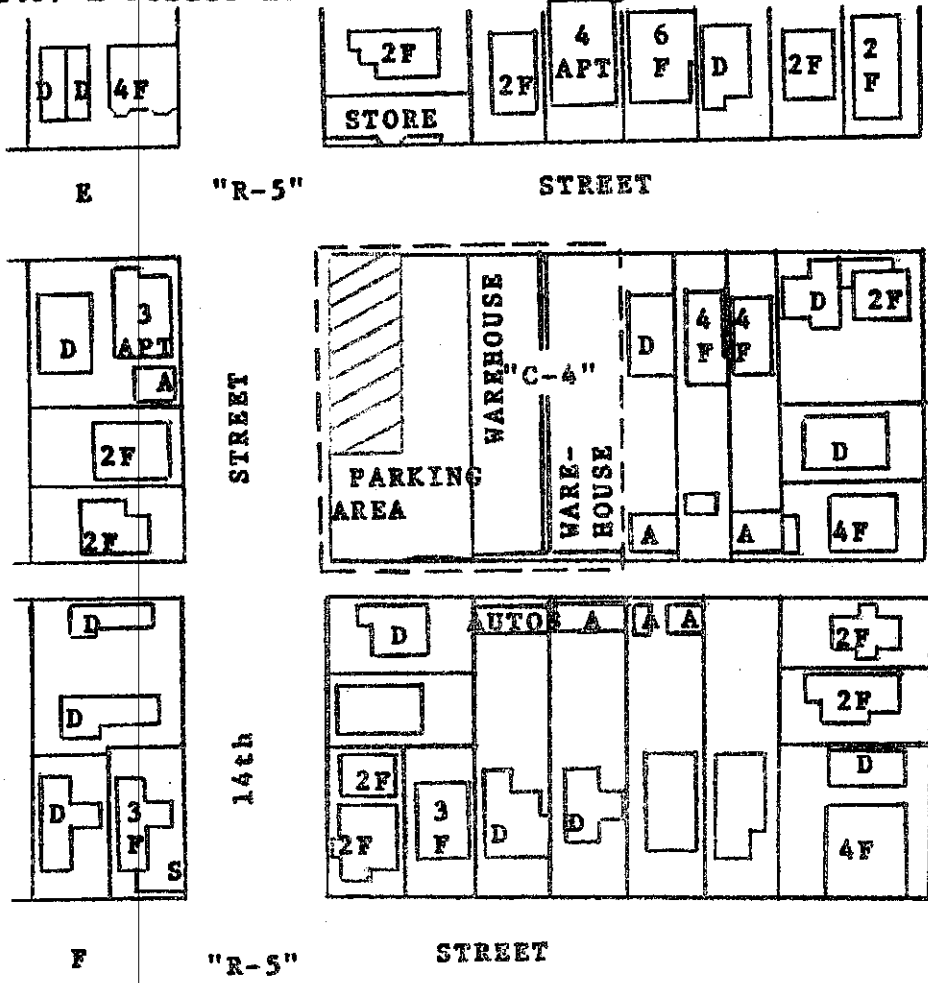 2F
4
APT
6
F
D
2F
2
F
D D 4F
2F
STORE
E "R-5" STREET
D
3
APT
A
2F
2F
STREET
WAREHOUSE
"C-4"
WARE-
HOUSE
PARKING
AREA
D
4
F
4
F
D
2F
D
4F
A
A
D
D
D
3
F
S
14th
D
AUTOS A A A
2F
2F
3
F
D
D
2F
2F
D
4F
F "R-5" STREET